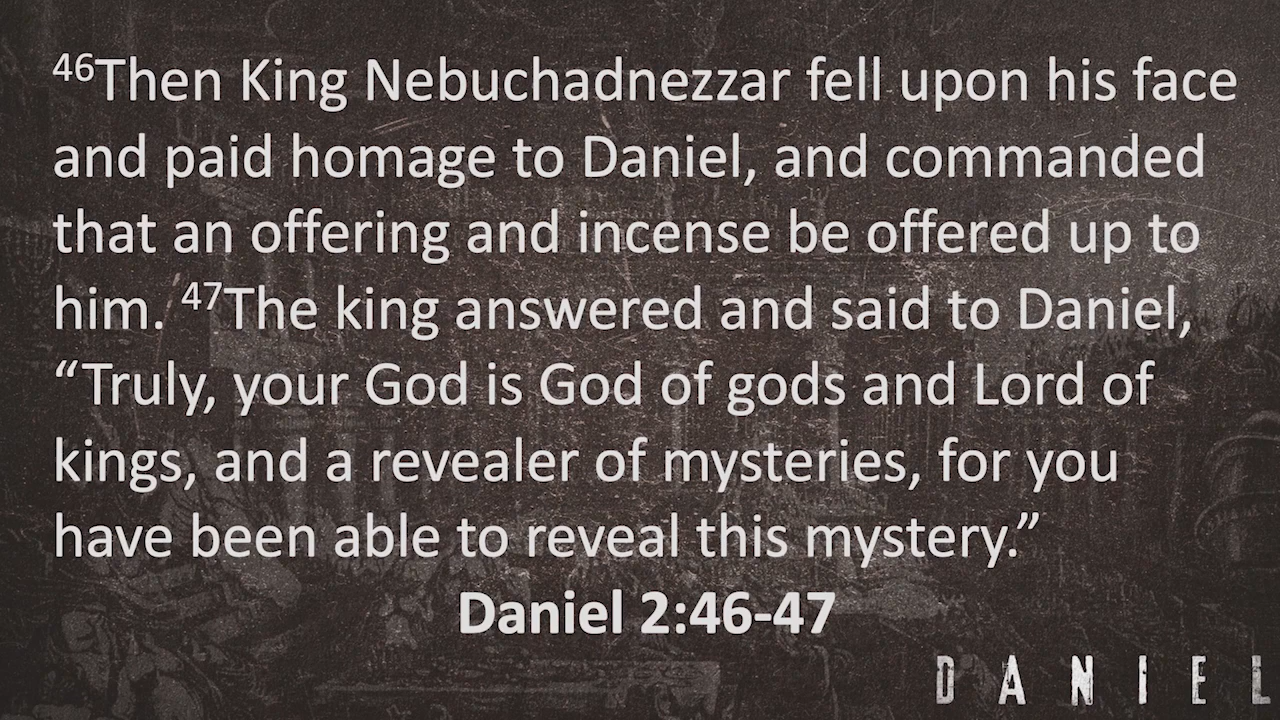 46Then King Nebuchadnezzar fell upon his face
and paid homage to Daniel, and commanded
that an offering and incense be offered up to
him. 47The king answered and said to Daniel,
“Truly, your God is God of gods and Lord of
kings, and a revealer of mysteries, for you
have been able to reveal this mystery.”
Daniel 2:46-47
DANIEL